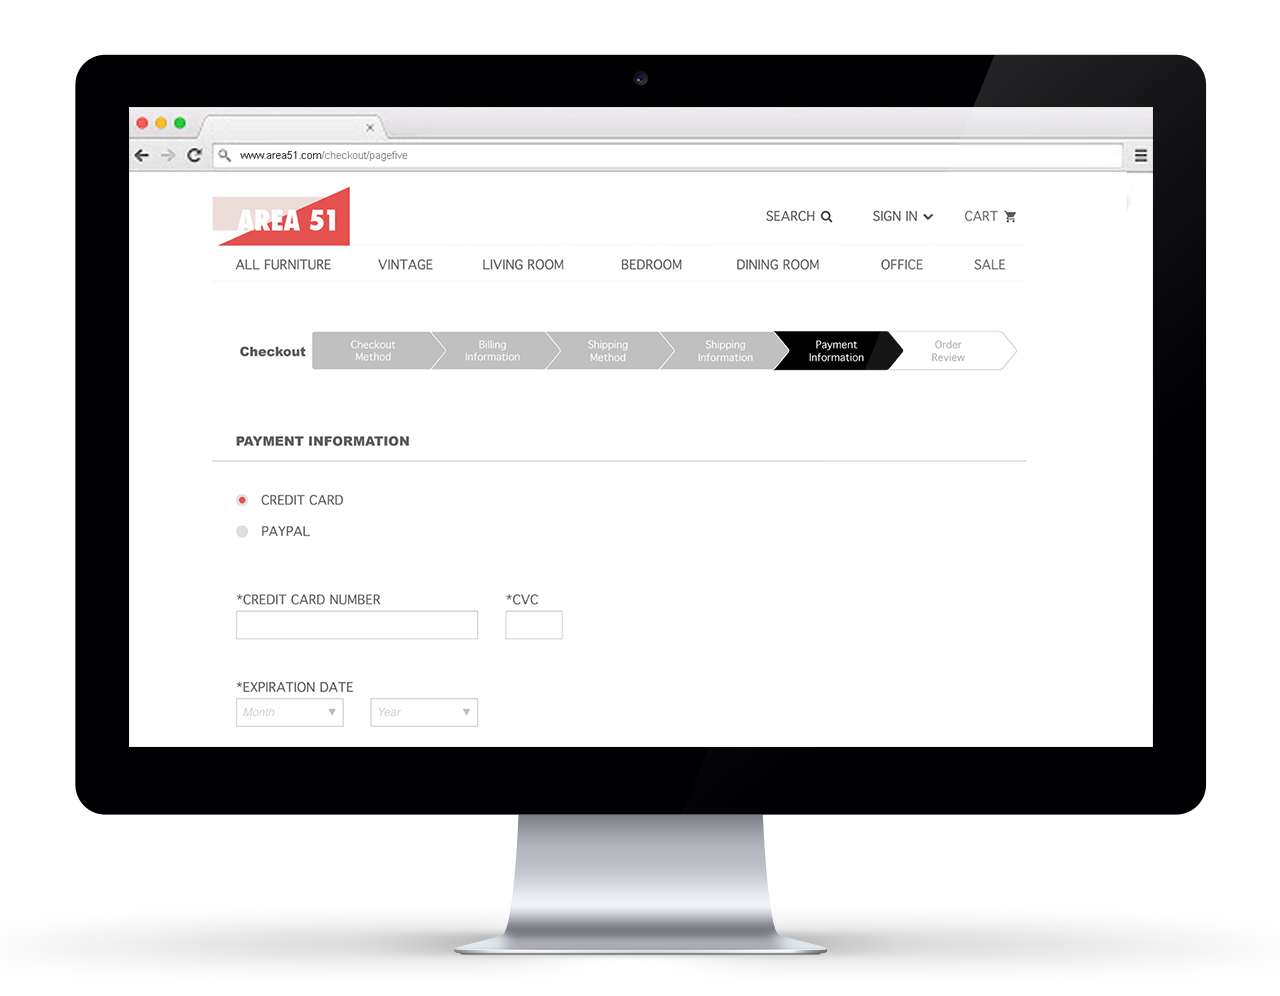 www.area51.com/checkout/pagefive
AREA 51
SEARCH SIGN IN CART
ALL FURNITURE VINTAGE LIVING ROOM BEDROOM DINING ROOM OFFICE SALE
Checkout
Checkout
Method
Billing
Information
Shipping
Method
Shipping
Information
Payment
Information
Order
Review
PAYMENT INFORMATION
CREDIT CARD
PAYPAL
*CREDIT CARD NUMBER *CVC
*EXPIRATION DATE
Month Year